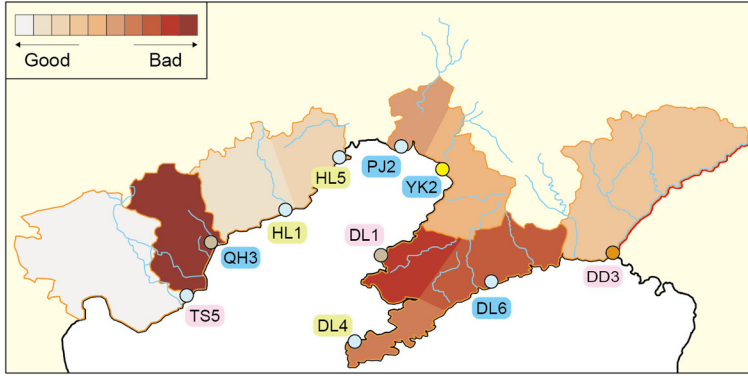 Good Bad
HL5
PJ2
YK2
HL1
DL1
QH3
DD3
DL6
TS5
DL4